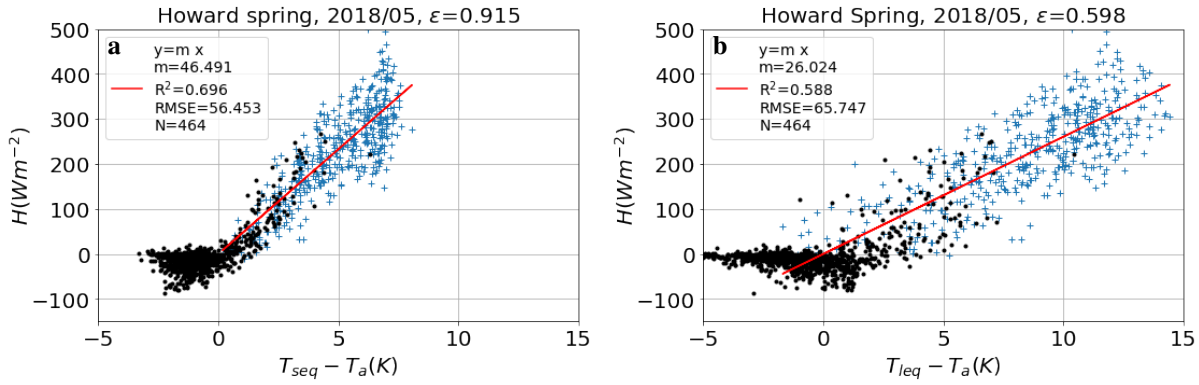 Howard spring, 2018/05, ε=0.915
a
y=m x
m=46.491
R²=0.696
RMSE=56.453
N=464
500
400
300
200
100
0
−100
H(Wm⁻²)
−5
0
5
10
15
T_seq − T_a(K)
Howard Spring, 2018/05, ε=0.598
b
y=m x
m=26.024
R²=0.588
RMSE=65.747
N=464
500
400
300
200
100
0
−100
H(Wm⁻²)
−5
0
5
10
15
T_leq − T_a(K)